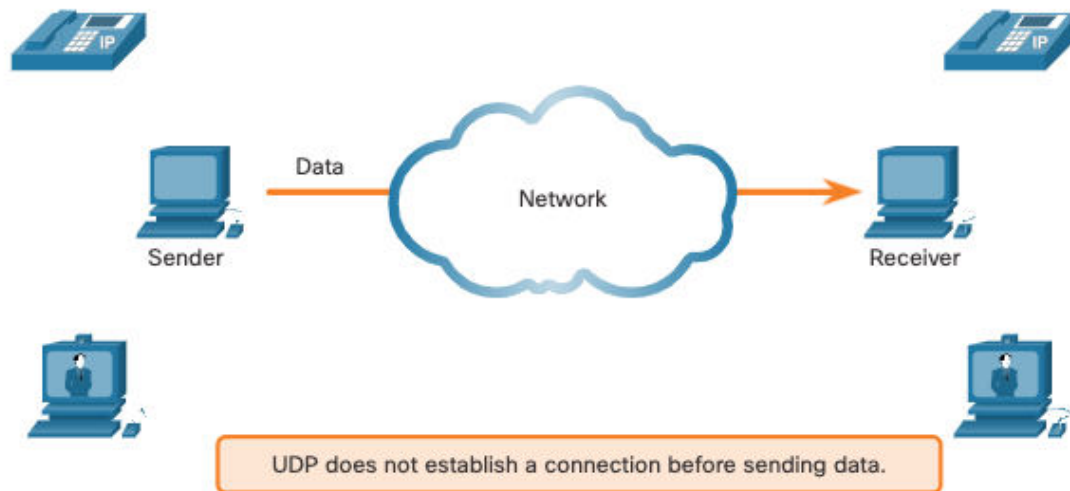 IP
IP
Data
Network
Sender
Receiver
UDP does not establish a connection before sending data.